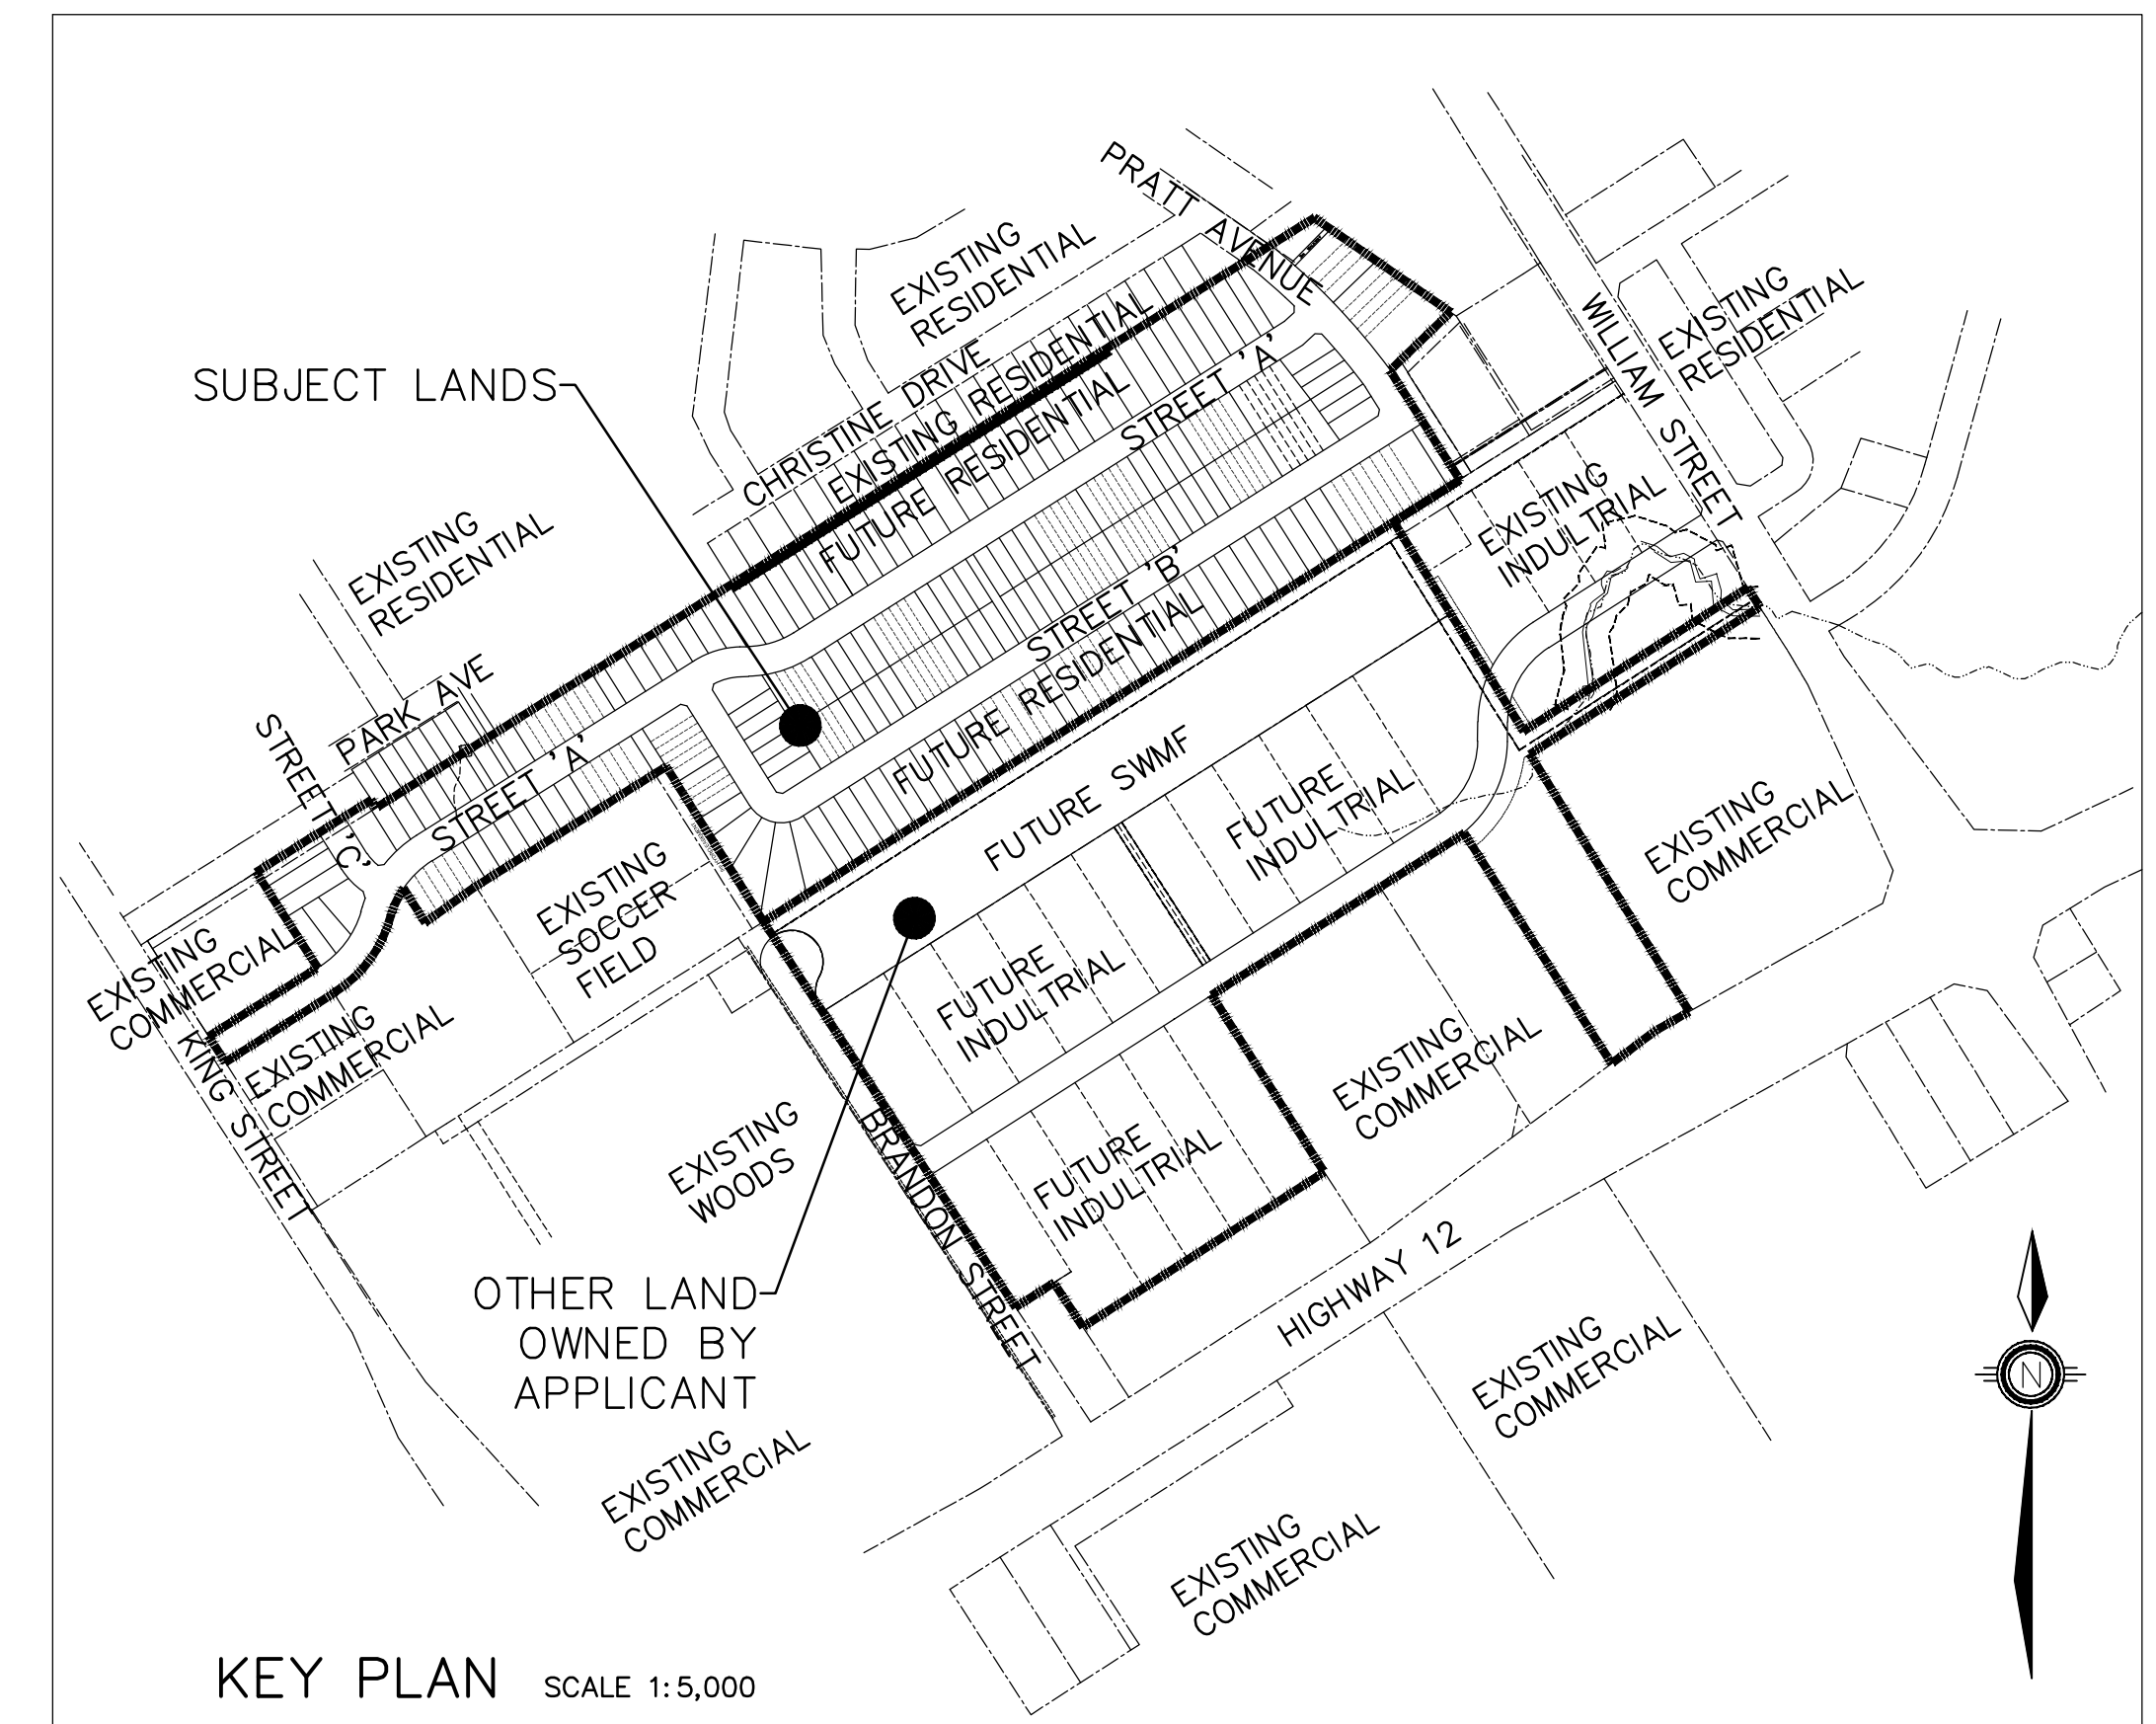 PRATT AVENUE
EXISTING
RESIDENTIAL
WILLIAM STREET
EXISTING
RESIDENTIAL
SUBJECT LANDS
CHRISTINE DRIVE
EXISTING RESIDENTIAL
FUTURE RESIDENTIAL
STREET 'A'
EXISTING
RESIDENTIAL
EXISTING
INDULTRIAL
STREET 'B'
FUTURE RESIDENTIAL
PARK AVE
STREET 'C'
STREET 'A'
FUTURE SWMF
FUTURE
INDULTRIAL
EXISTING
COMMERCIAL
EXISTING
SOCCER
FIELD
EXISTING
COMMERCIAL
FUTURE
INDULTRIAL
EXISTING
COMMERCIAL
KING STREET
EXISTING
COMMERCIAL
EXISTING
WOODS
BRANDON STREET
FUTURE
INDULTRIAL
HIGHWAY 12
OTHER LAND
OWNED BY
APPLICANT
EXISTING
COMMERCIAL
N
EXISTING
COMMERCIAL
EXISTING
COMMERCIAL
KEY PLAN SCALE 1:5,000